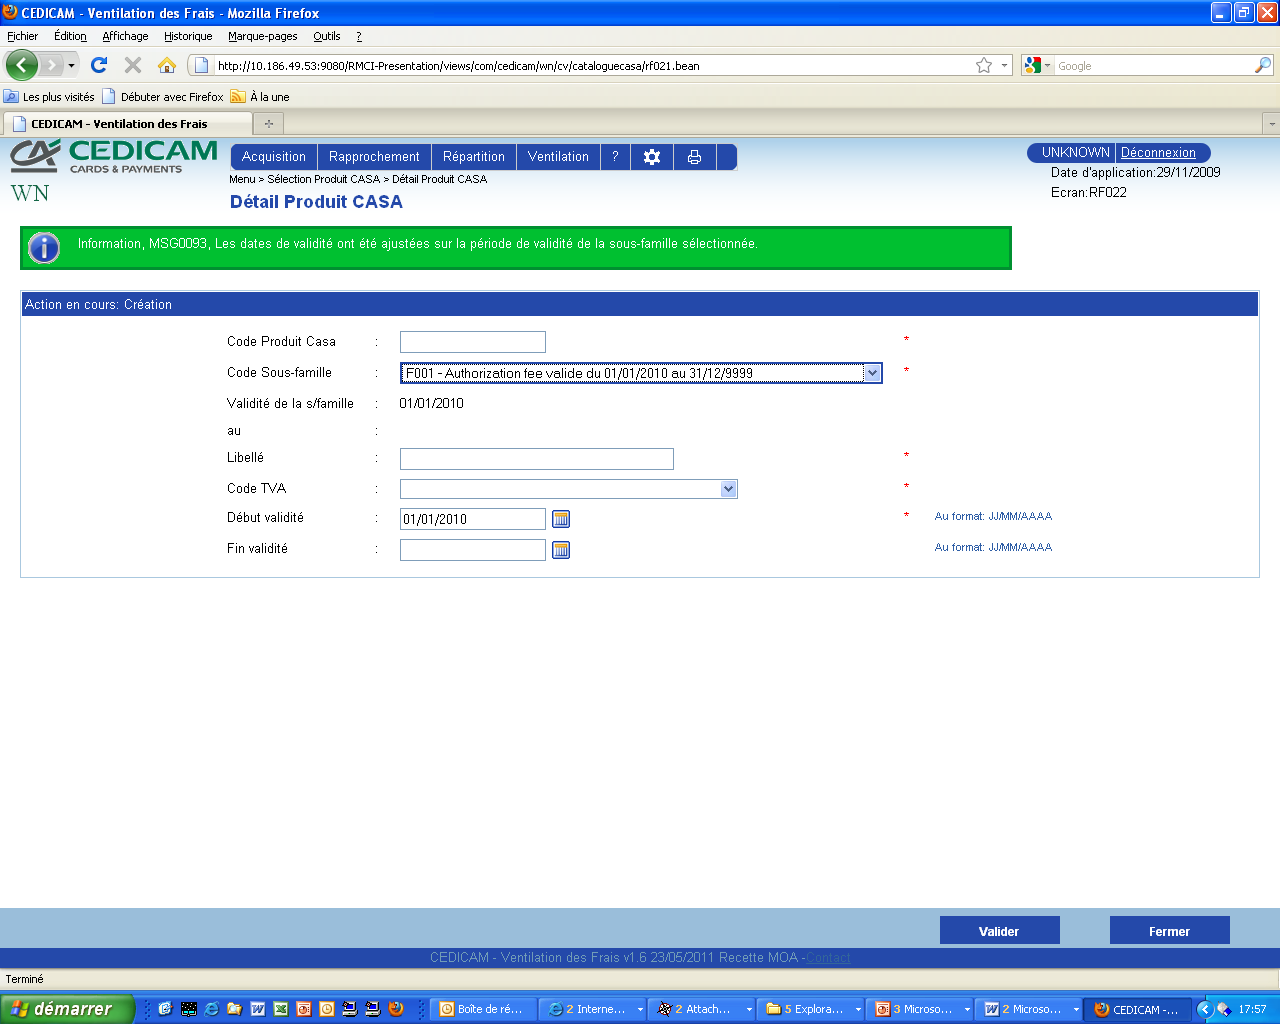 CEDICAM - Ventilation des Frais - Mozilla Firefox
Fichier Édition Affichage Historique Marque-pages Outils ?
http://10.186.49.53:9080/RMCI-Presentation/views/com/cedicam/wn/cv/cataloguecasa/rf021.bean
Google
Les plus visités Débuter avec Firefox À la une
CEDICAM - Ventilation des Frais
CA CEDICAM
CARDS & PAYMENTS
WN
Acquisition Rapprochement Répartition Ventilation ?
UNKNOWN Déconnexion
Menu > Sélection Produit CASA > Détail Produit CASA
Date d'application:29/11/2009
Détail Produit CASA
Ecran:RF022
Information, MSG0093, Les dates de validité ont été ajustées sur la période de validité de la sous-famille sélectionnée.
Action en cours: Création
Code Produit Casa : *
Code Sous-famille : F001 - Authorization fee valide du 01/01/2010 au 31/12/9999 *
Validité de la s/famille : 01/01/2010
au :
Libellé : *
Code TVA : *
Début validité : 01/01/2010 * Au format: JJ/MM/AAAA
Fin validité : Au format: JJ/MM/AAAA
Valider Fermer
CEDICAM - Ventilation des Frais v1.6 23/05/2011 Recette MOA -Contact
Terminé
démarrer Boîte de ré... 2 Interne... 2 Attach... 5 Explora... 3 Microso... 2 Microso... CEDICAM -... 17:57